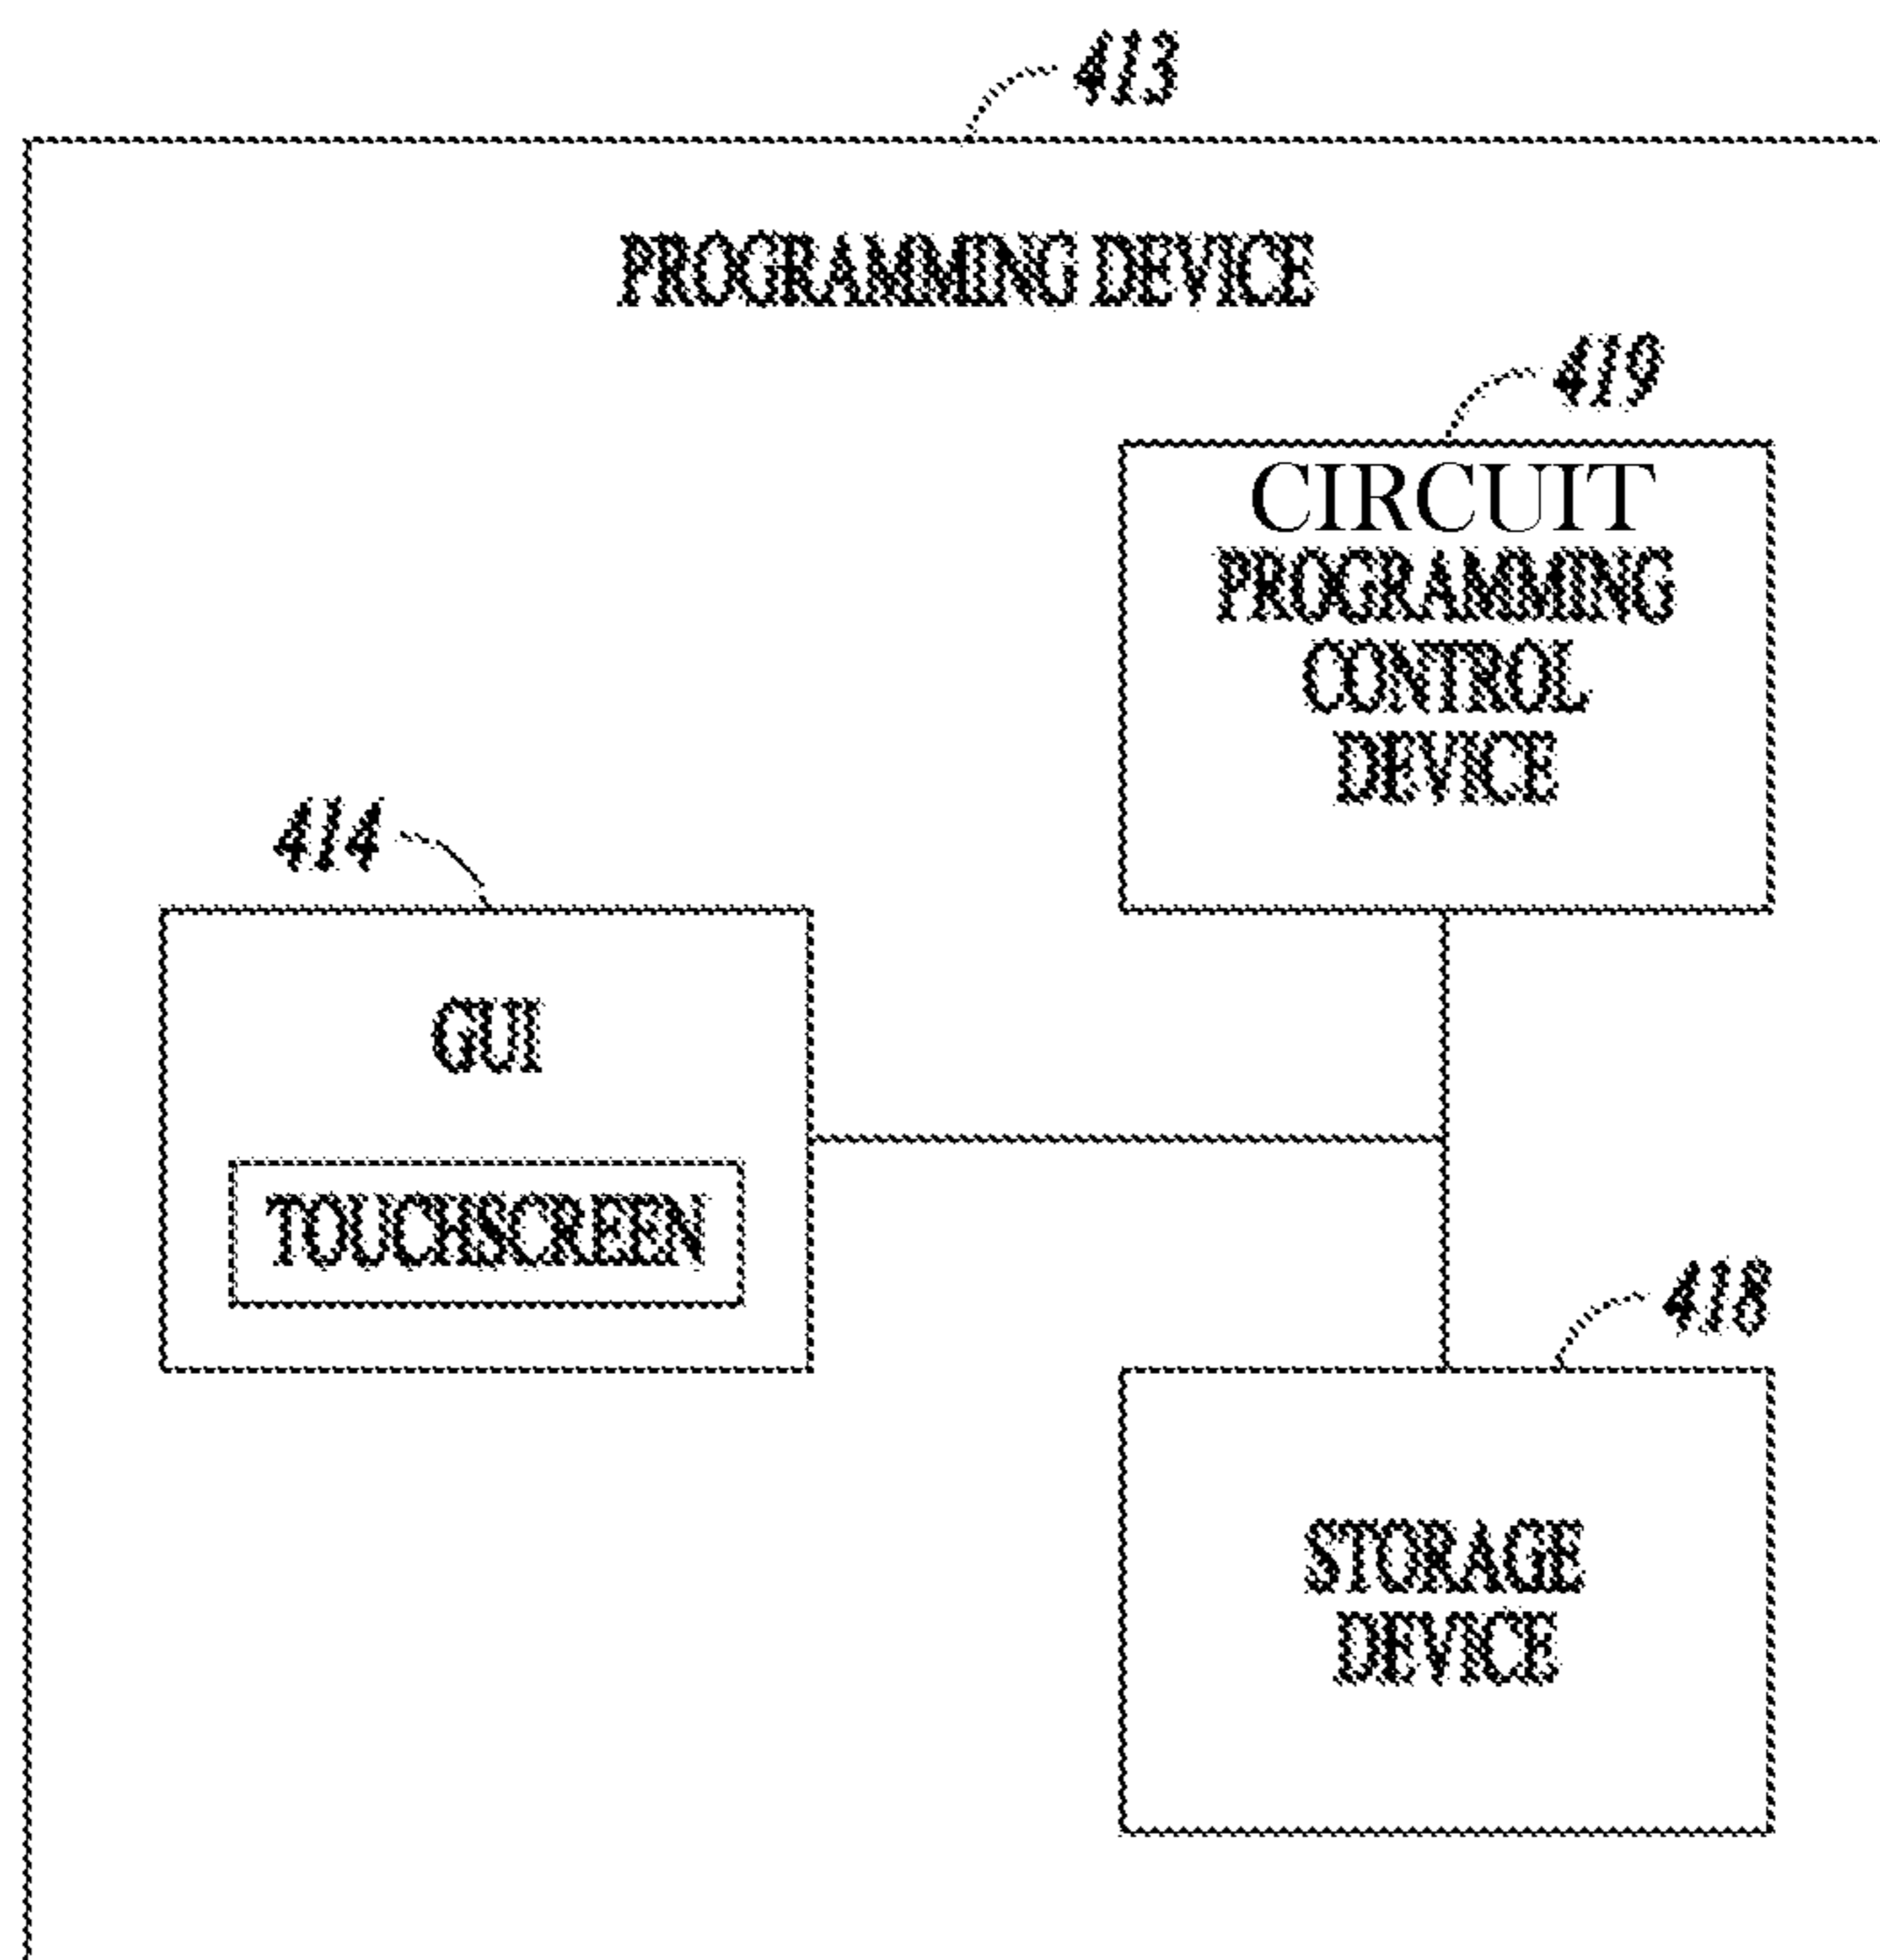 413
PROGRAMMING DEVICE
419
CIRCUIT
PROGRAMMING
CONTROL
DEVICE
414
GUI
TOUCHSCREEN
418
STORAGE
DEVICE